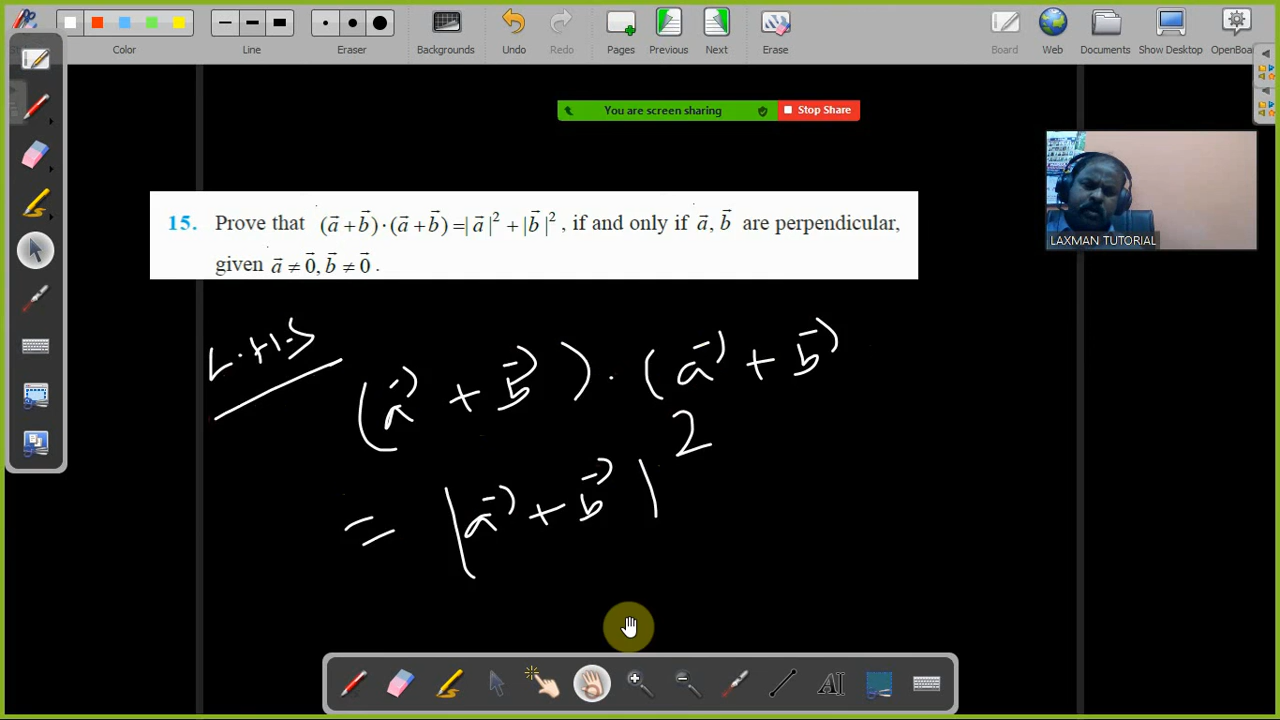 Color Line Eraser Backgrounds Undo Redo Pages Previous Next Erase Board Web Documents Show Desktop OpenBoa
You are screen sharing Stop Share
LAXMAN TUTORIAL
15. Prove that (a⃗+b⃗)·(a⃗+b⃗)=|a⃗|²+|b⃗|², if and only if a⃗, b⃗ are perpendicular,
given a⃗≠0⃗, b⃗≠0⃗.
L.H.S (a⃗ + b⃗)·(a⃗ + b⃗)
= |a⃗ + b⃗|²
AI